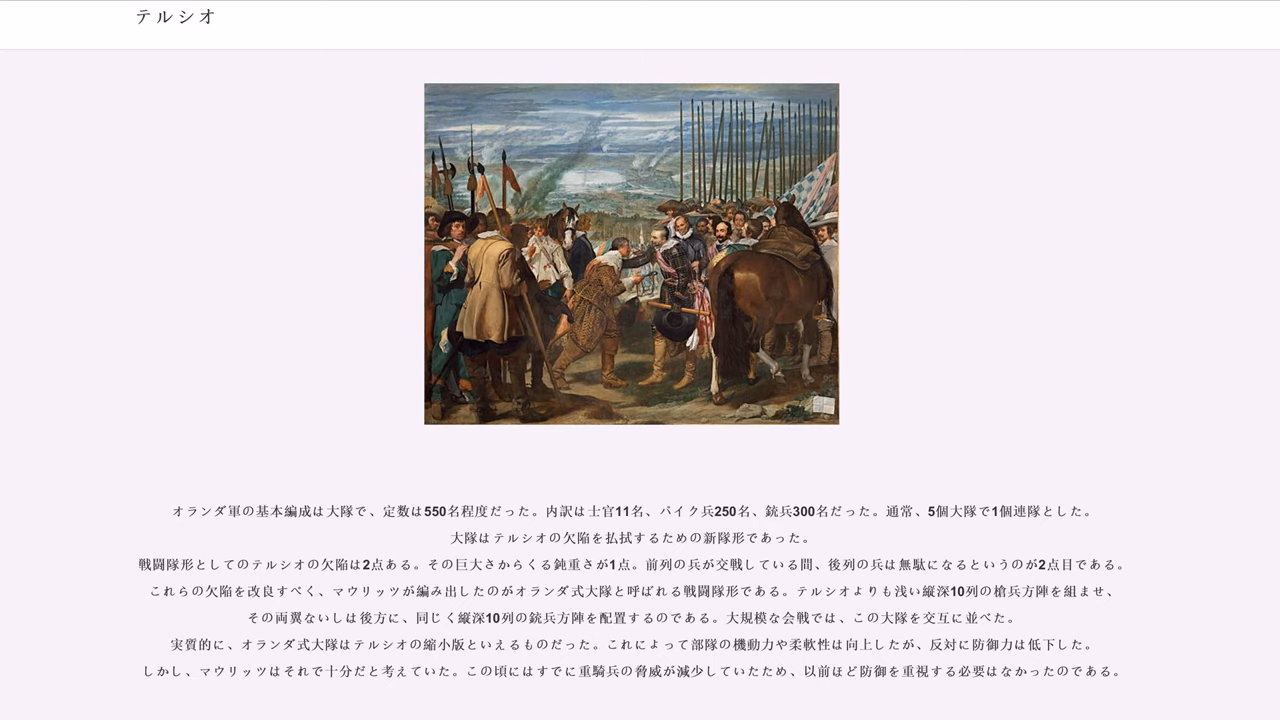 テルシオ
オランダ軍の基本編成は大隊で、定数は550名程度だった。内訳は士官11名、パイク兵250名、銃兵300名だった。通常、5個大隊で1個連隊とした。
大隊はテルシオの欠陥を払拭するための新隊形であった。
戦闘隊形としてのテルシオの欠陥は2点ある。その巨大さからくる鈍重さが1点。前列の兵が交戦している間、後列の兵は無駄になるというのが2点目である。
これらの欠陥を改良すべく、マウリッツが編み出したのがオランダ式大隊と呼ばれる戦闘隊形である。テルシオよりも浅い縦深10列の槍兵方陣を組ませ、
その両翼ないしは後方に、同じく縦深10列の銃兵方陣を配置するのである。大規模な会戦では、この大隊を交互に並べた。
実質的に、オランダ式大隊はテルシオの縮小版といえるものだった。これによって部隊の機動力や柔軟性は向上したが、反対に防御力は低下した。
しかし、マウリッツはそれで十分だと考えていた。この頃にはすでに重騎兵の脅威が減少していたため、以前ほど防御を重視する必要はなかったのである。